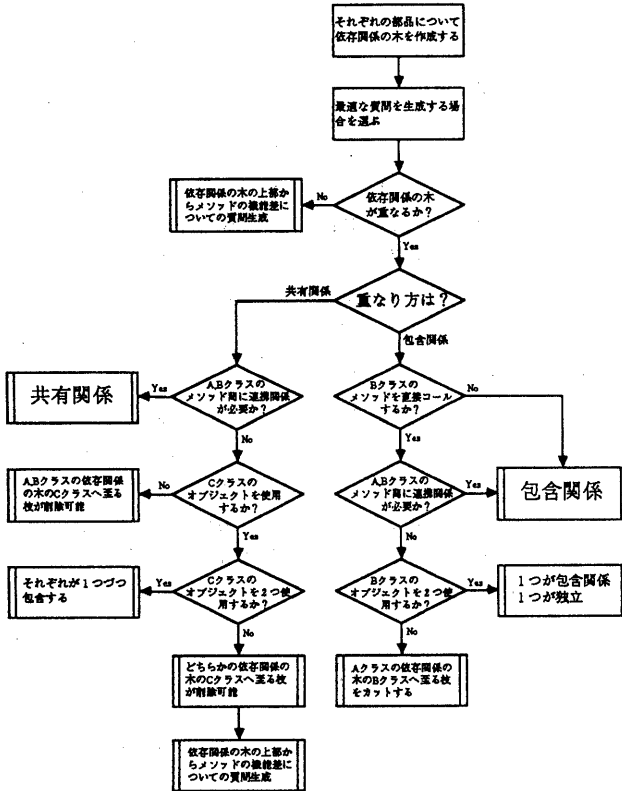 それぞれの部品について
依存関係の木を作成する
最適な質問を生成する場
合を選ぶ
依存関係の木
が重なるか？
No
Yes
依存関係の木の上部か
らメソッドの機能差に
ついての質問生成
重なり方は？
共有関係
包含関係
A,Bクラスの
メソッド間に連携関係
が必要か？
Yes
No
共有関係
Bクラスの
メソッドを直接コール
するか？
No
Yes
Cクラスの
オブジェクトを使用
するか？
No
Yes
A,Bクラスの依存関係
の木のCクラスへ至る
枝が削除可能
A,Bクラスの
メソッド間に連携関係
が必要か？
Yes
No
包含関係
Cクラスの
オブジェクトを2つ使
用するか？
Yes
No
それぞれが1つづつ
包含する
Bクラスの
オブジェクトを2つ使
用するか？
Yes
No
1つが包含関係
1つが独立
どちらかの依存関係の
木のCクラスへ至る枝
が削除可能
Aクラスの依存関係の
木のBクラスへ至る枝
をカットする
依存関係の木の上部か
らメソッドの機能差に
ついての質問生成